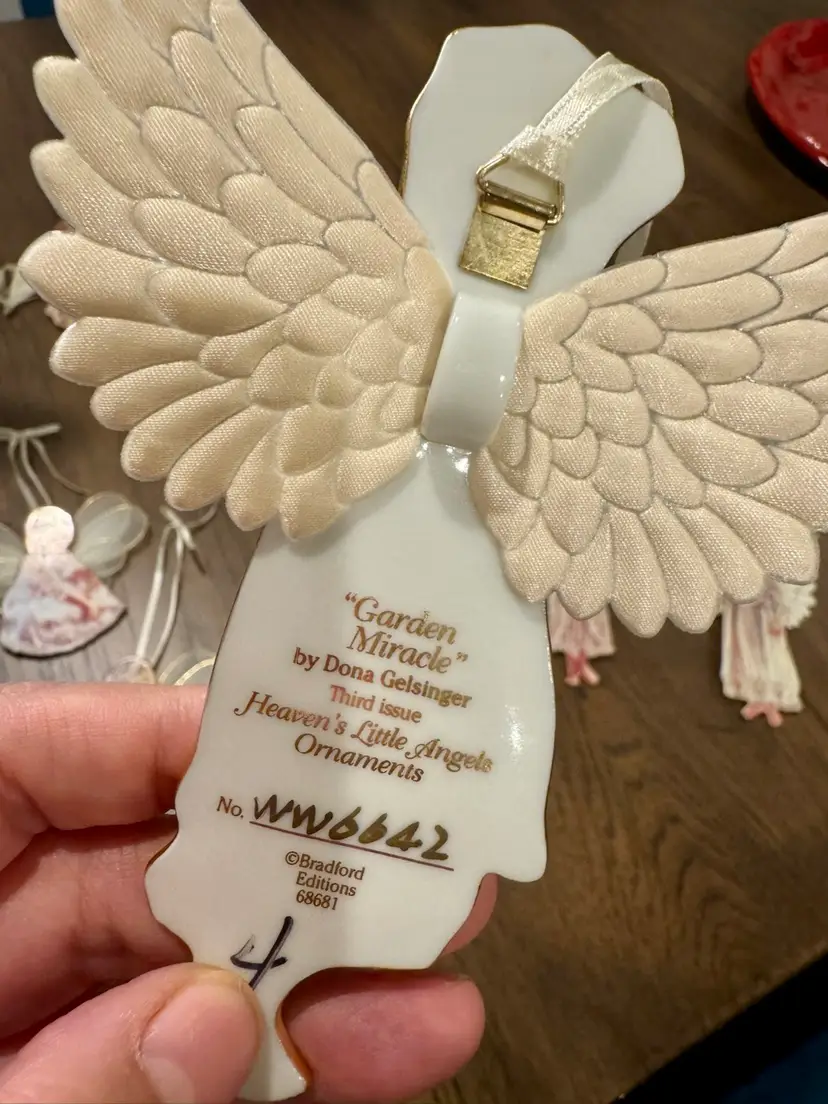 "Garden
Miracle"
by Dona Gelsinger
Third issue
Heaven's Little Angels
Ornaments
No. WW6642
©Bradford
Editions
68681
4